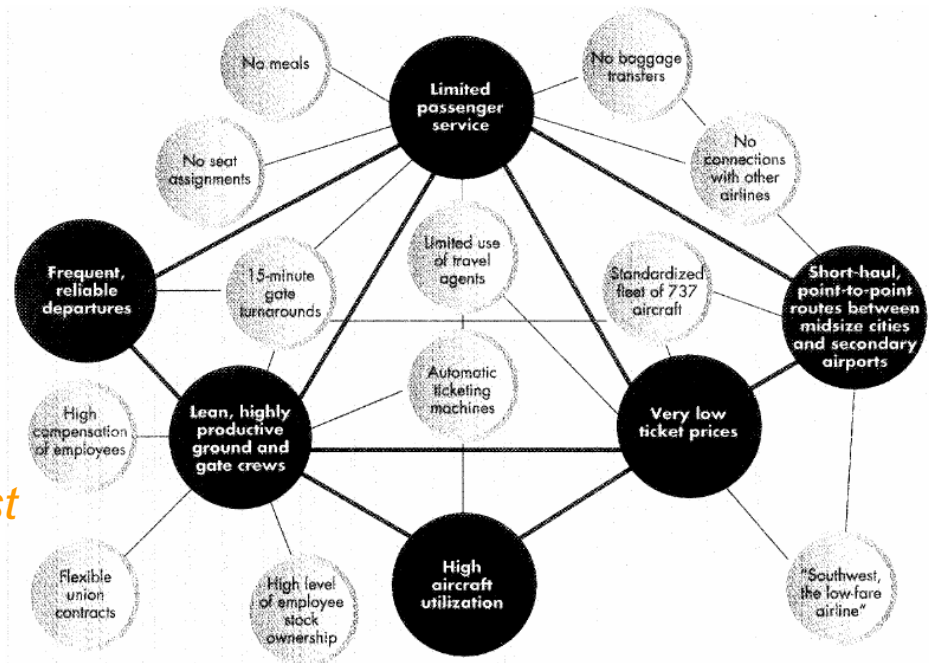 No meals
Limited
passenger
service
No baggage
transfers
No seat
assignments
No
connections
with other
airlines
Frequent,
reliable
departures
15-minute
gate
turnarounds
Limited use
of travel
agents
Standardized
fleet of 737
aircraft
Short-haul,
point-to-point
routes between
midsize cities
and secondary
airports
High
compensation
of employees
Lean, highly
productive
ground and
gate crews
Automatic
ticketing
machines
Very low
ticket prices
st
Flexible
union
contracts
High level
of employee
stock
ownership
High
aircraft
utilization
"Southwest,
the low-fare
airline"